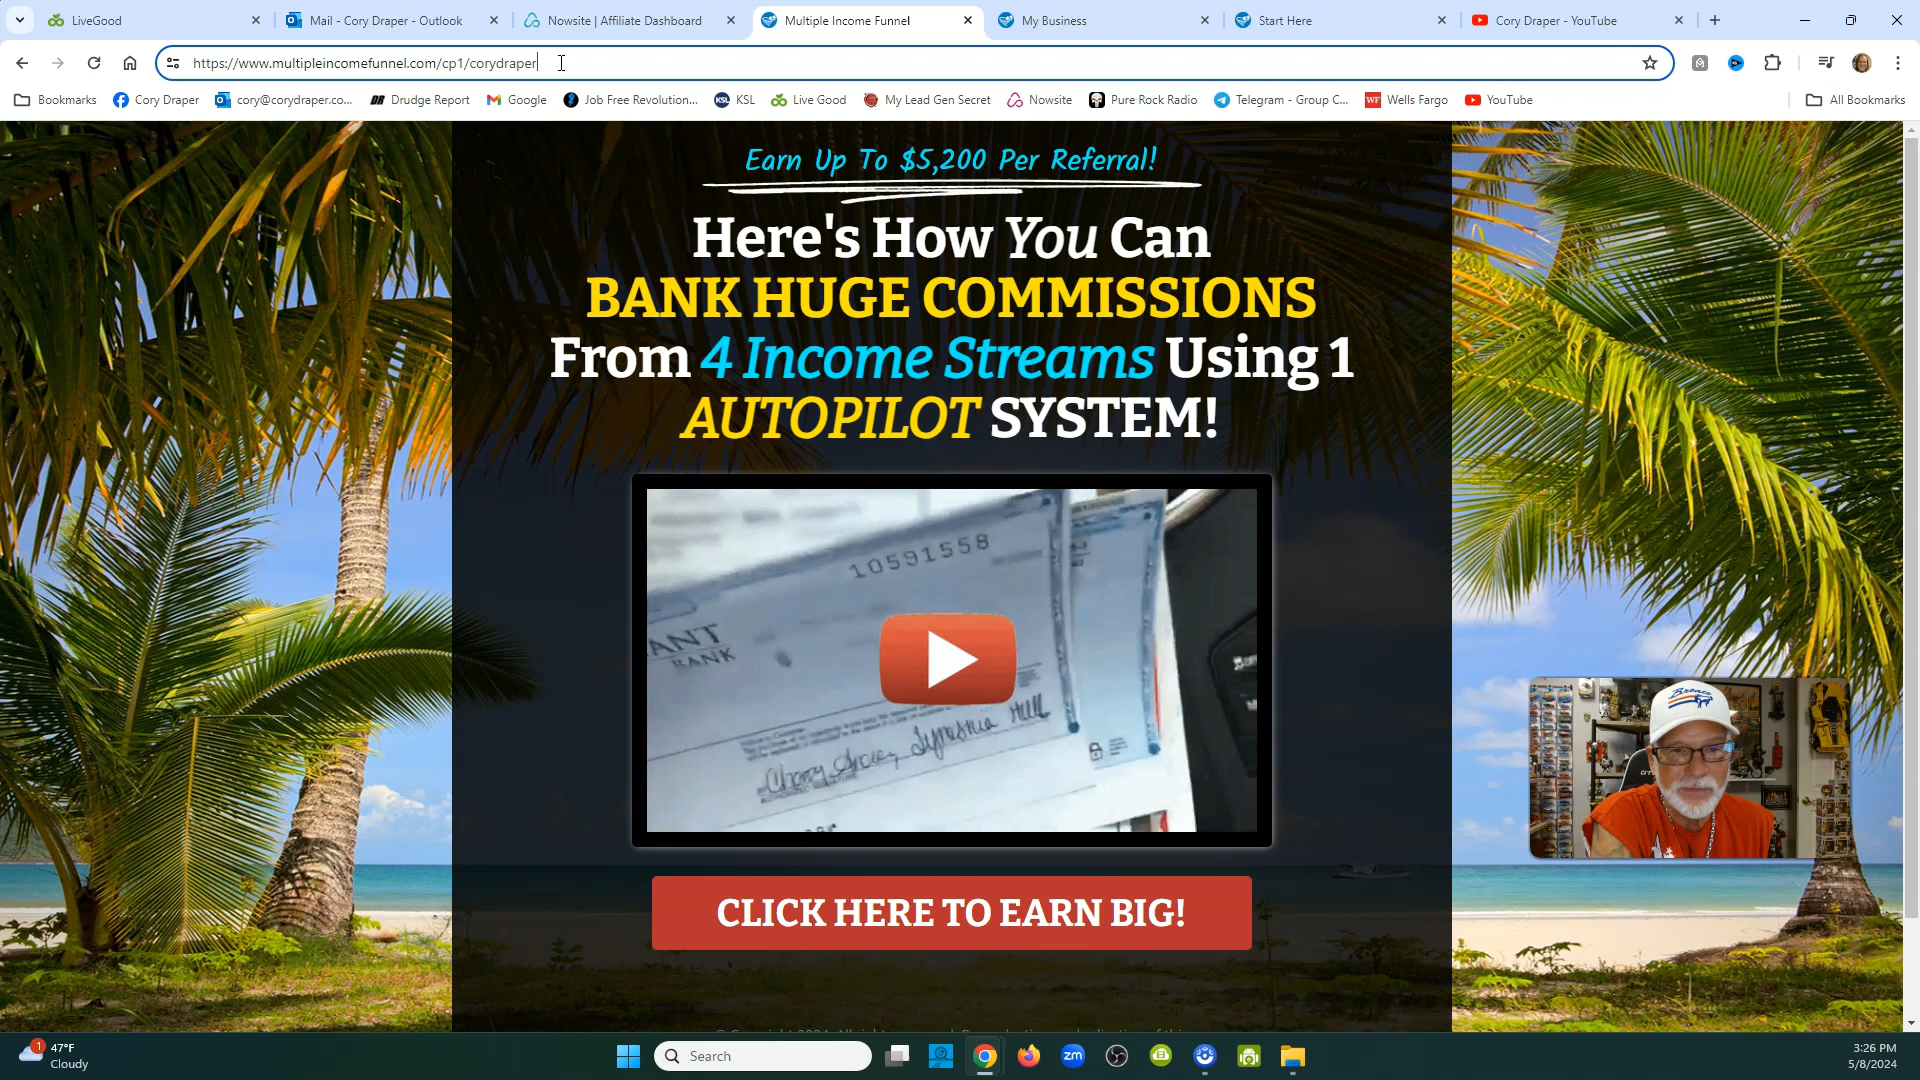 LiveGood
Mail - Cory Draper - Outlook
Nowsite | Affiliate Dashboard
Multiple Income Funnel
My Business
Start Here
Cory Draper - YouTube
https://www.multipleincomefunnel.com/cp1/corydraper
Bookmarks
Cory Draper
cory@corydraper.co...
Drudge Report
Google
Job Free Revolution...
KSL
Live Good
My Lead Gen Secret
Nowsite
Pure Rock Radio
Telegram - Group C...
Wells Fargo
YouTube
All Bookmarks
Earn Up To $5,200 Per Referral!
Here's How You Can
BANK HUGE COMMISSIONS
From 4 Income Streams Using 1
AUTOPILOT SYSTEM!
10591558
ANT
BANK
CLICK HERE TO EARN BIG!
Bronco
47°F
Cloudy
Search
3:26 PM
5/8/2024